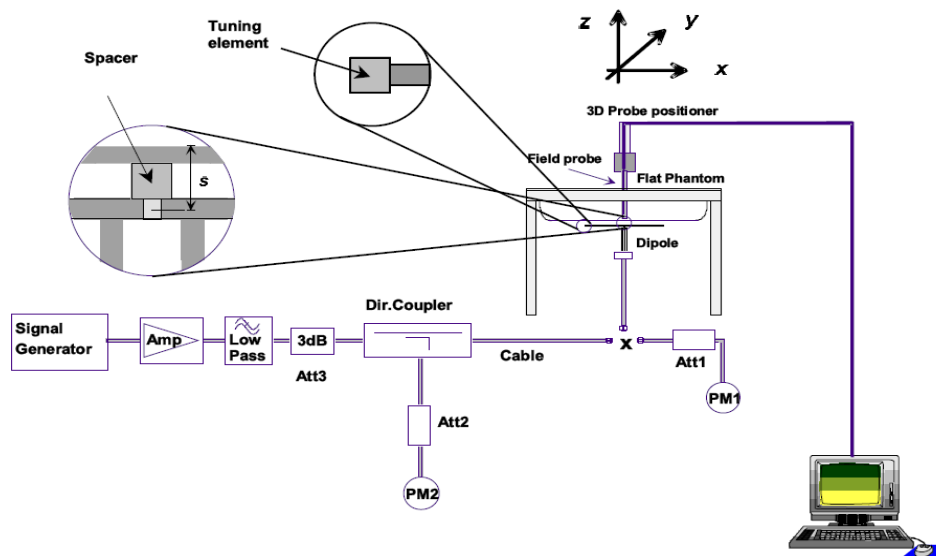 Tuning
element
Spacer
z
y
x
3D Probe positioner
Field probe
Flat Phantom
s
Dipole
Dir.Coupler
Signal
Generator
Amp
Low
Pass
3dB
Att3
Cable
x
Att1
PM1
Att2
PM2